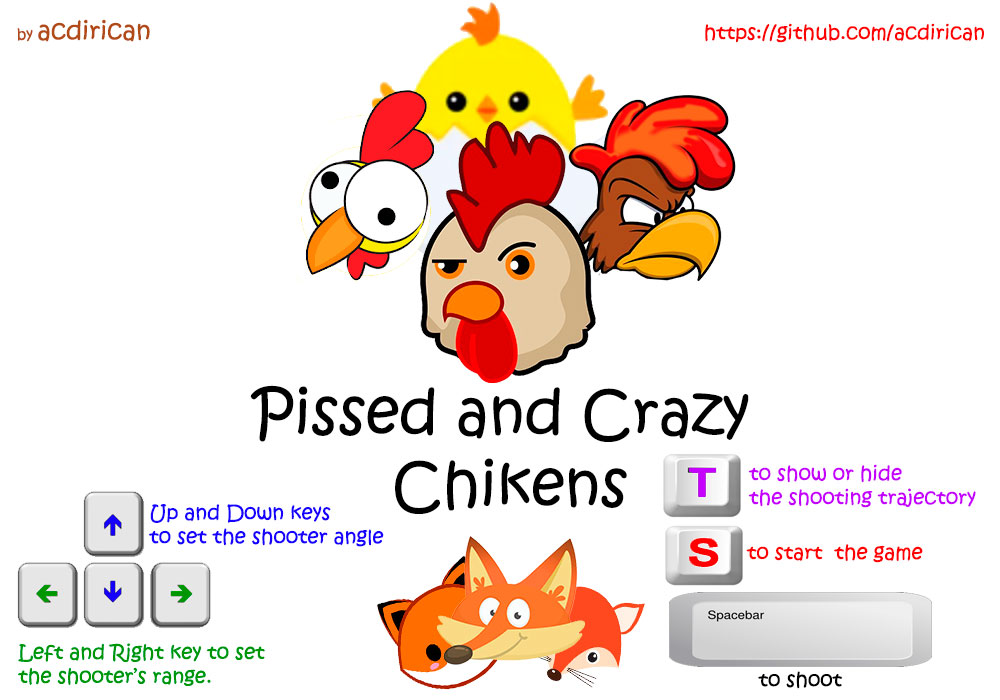 by acdirican
https://github.com/acdirican
Pissed and Crazy
Chikens
T
to show or hide
the shooting trajectory
Up and Down keys
to set the shooter angle
S
to start the game
Spacebar
Left and Right key to set
the shooter's range.
to shoot